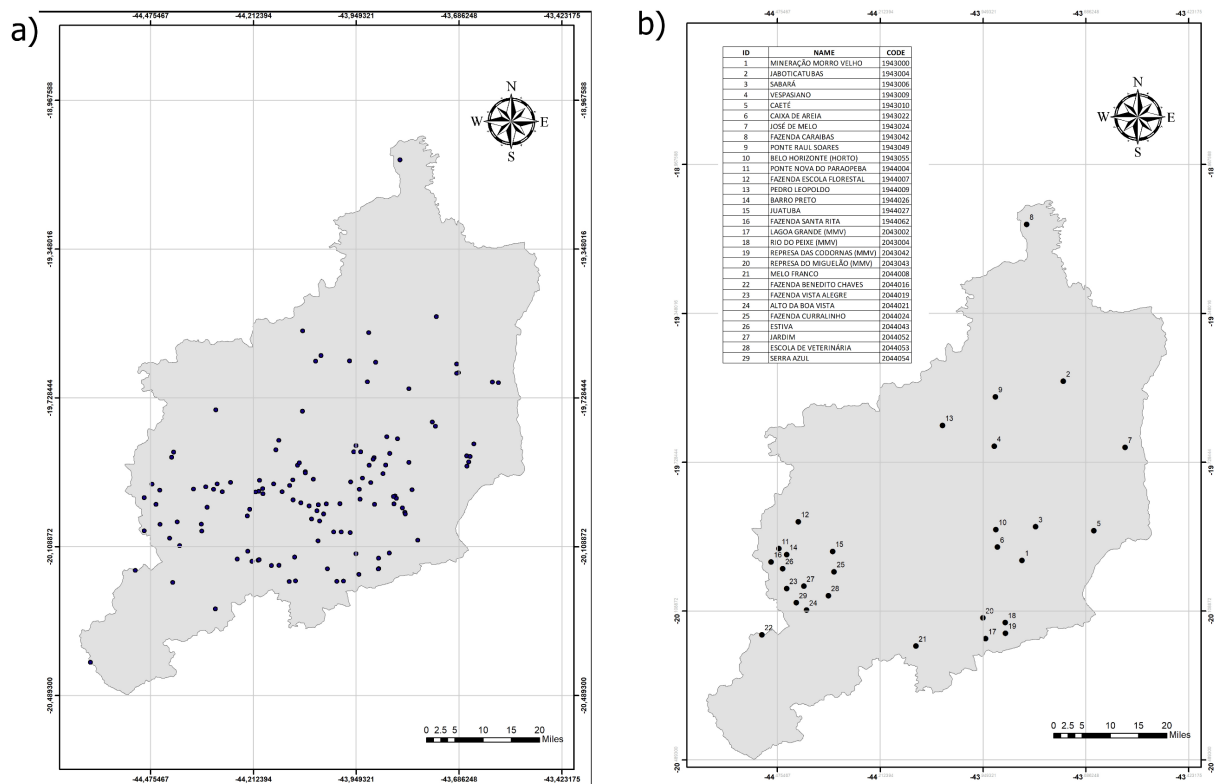 a)
-44,475467 -44,212394 -43,949321 -43,686248 -43,423175
-18,967588
-19,348016
-19,728444
-20,108872
-20,489300
N
W E
S
0 2.5 5 10 15 20
Miles
-18,967588
-19,348016
-19,728444
-20,108872
-20,489300
-44,475467 -44,212394 -43,949321 -43,686248 -43,423175
b)
ID NAME CODE
1 MINERAÇÃO MORRO VELHO 1943000
2 JABOTICATUBAS 1943004
3 SABARÁ 1943006
4 VESPASIANO 1943009
5 CAETÉ 1943010
6 CAIXA DE AREIA 1943022
7 JOSÉ DE MELO 1943024
8 FAZENDA CARAIBAS 1943042
9 PONTE RAUL SOARES 1943049
10 BELO HORIZONTE (HORTO) 1943055
11 PONTE NOVA DO PARAOPEBA 1944004
12 FAZENDA ESCOLA FLORESTAL 1944007
13 PEDRO LEOPOLDO 1944009
14 BARRO PRETO 1944026
15 JUATUBA 1944027
16 FAZENDA SANTA RITA 1944062
17 LAGOA GRANDE (MMV) 2043002
18 RIO DO PEIXE (MMV) 2043004
19 REPRESA DAS CODORNAS (MMV) 2043042
20 REPRESA DO MIGUELÃO (MMV) 2043043
21 MELO FRANCO 2044008
22 FAZENDA BENEDITO CHAVES 2044016
23 FAZENDA VISTA ALEGRE 2044019
24 ALTO DA BOA VISTA 2044021
25 FAZENDA CURRALINHO 2044024
26 ESTIVA 2044043
27 JARDIM 2044052
28 ESCOLA DE VETERINÁRIA 2044053
29 SERRA AZUL 2044054
N
W E
S
8
2
9
13
4
7
12
10
3
5
11
14
15
6
16
26
25
1
23
27
28
29
24
20
18
22
19
17
21
0 2.5 5 10 15 20
Miles